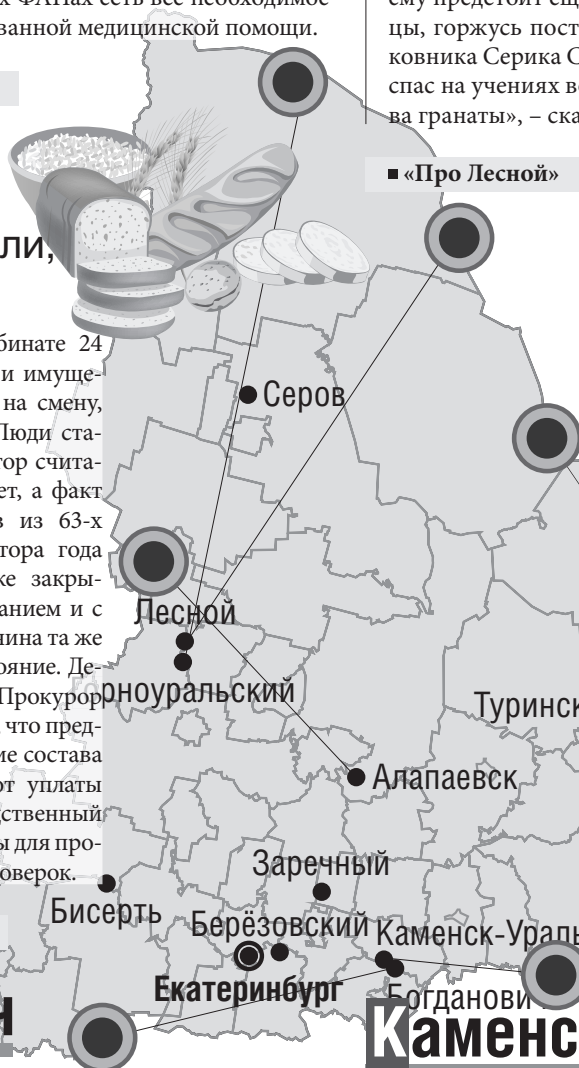 х ФАПах есть все необходимое
ванной медицинской помощи.
ему предстоит ещ
цы, горжусь пост
ковника Серика С
спас на учениях во
ва гранаты», – ска
«Про Лесной»
ли,
бинате 24
и имуще-
на смену,
Люди ста-
тор счита-
ет, а факт
в из 63-х
тора года
же закры-
анием и с
чина та же
ояние. Де-
Прокурор
что пред-
ие состава
от уплаты
дственный
ы для про-
оверок.
Серов
Лесной
рноуральский
Туринск
Алапаевск
Заречный
Бисерть
Берёзовский
Каменск-Ураль
Екатеринбург
Богданови
Каменс